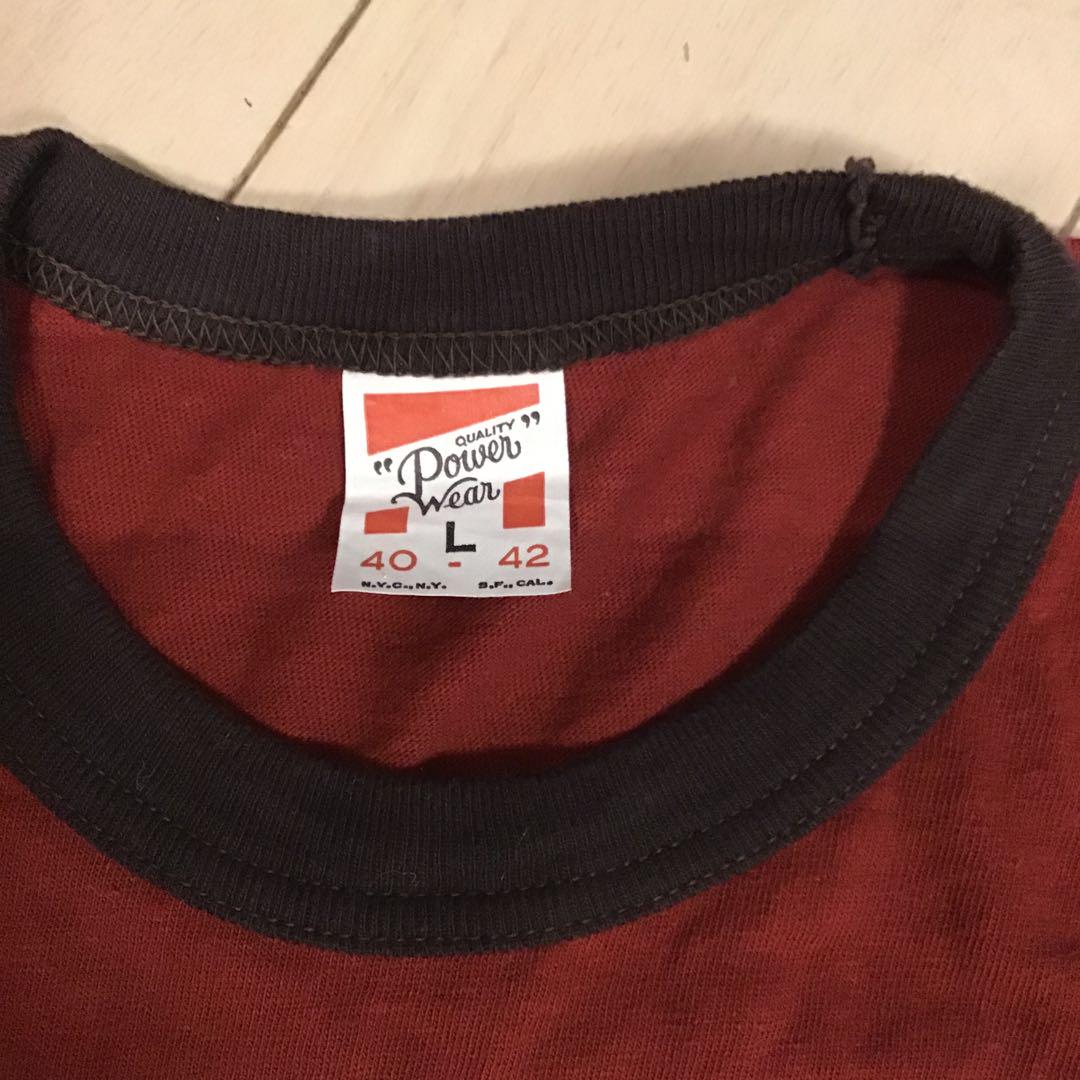 QUALITY
"Power"
Wear
L
40 - 42
N.Y.C., N.Y. S.F., CAL.